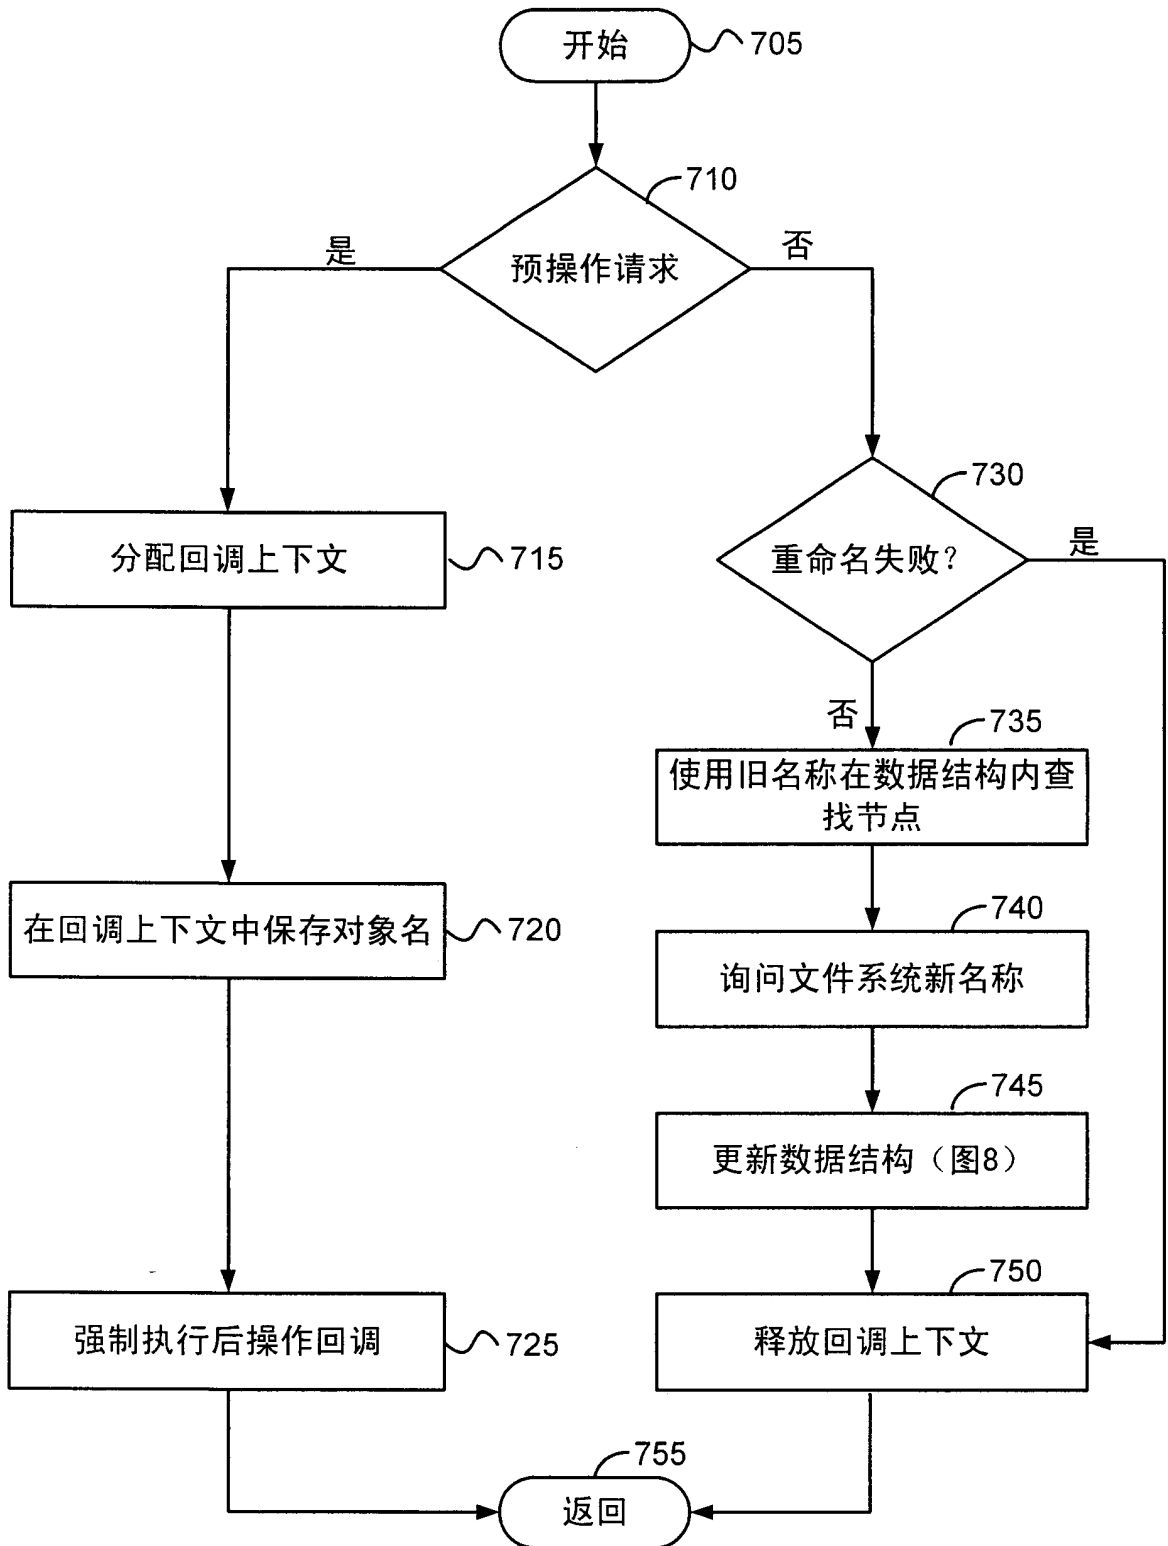 开始
705
710
预操作请求
是
否
730
重命名失败?
是
否
分配回调上下文
715
735
使用旧名称在数据结构内查
找节点
在回调上下文中保存对象名
720
740
询问文件系统新名称
745
更新数据结构（图8）
强制执行后操作回调
725
750
释放回调上下文
755
返回